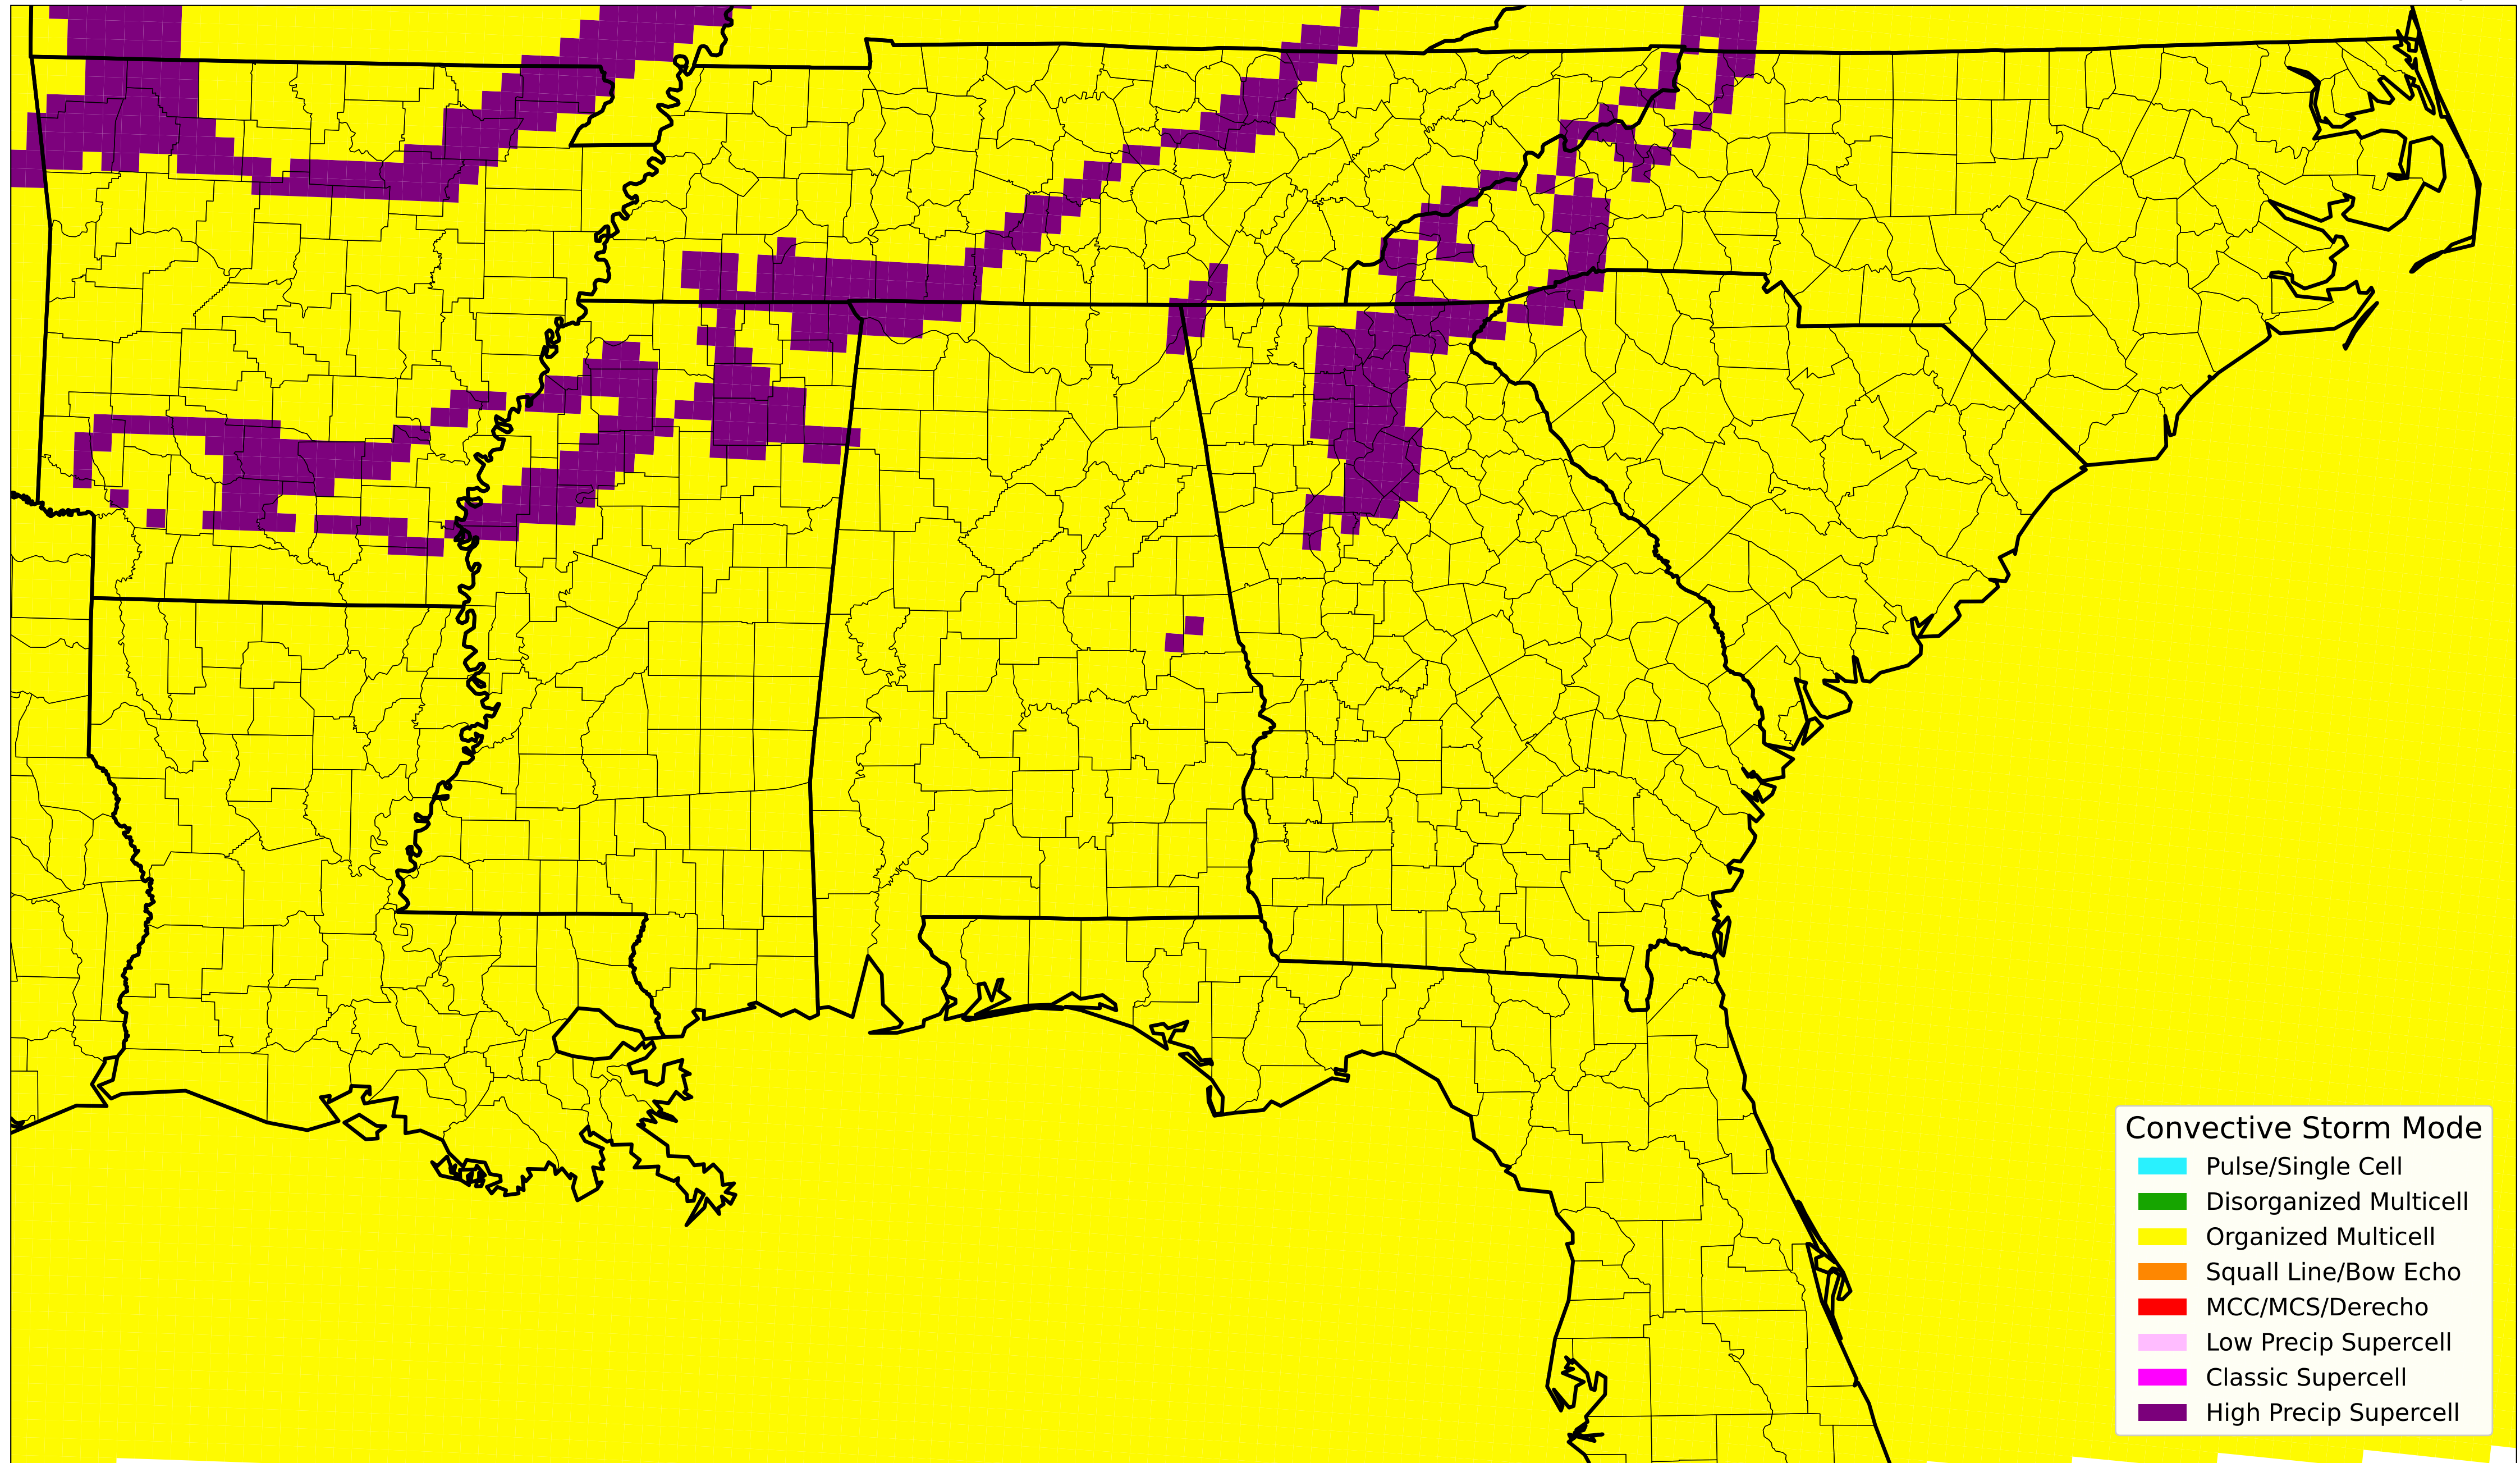 Convective Storm Mode
Pulse/Single Cell
Disorganized Multicell
Organized Multicell
Squall Line/Bow Echo
MCC/MCS/Derecho
Low Precip Supercell
Classic Supercell
High Precip Supercell